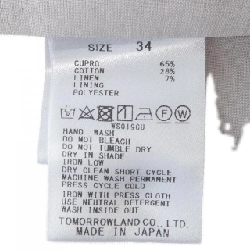 SIZE 34
CUPRO 65%
COTTON 28%
LINEN 7%
LINING
POLYESTER
HAND WASH
DO NOT BLEACH
DO NOT TUMBLE DRY
DRY IN SHADE
IRON LOW
DRY CLEAN SHORT CYCLE
MACHINE WASH PERMANENT
PRESS CYCLE COLD
IRON WITH PRESS CLOTH
USE NEUTRAL DETERGENT
WASH INSIDE OUT
TOMORROWLAND CO., LTD.
MADE IN JAPAN